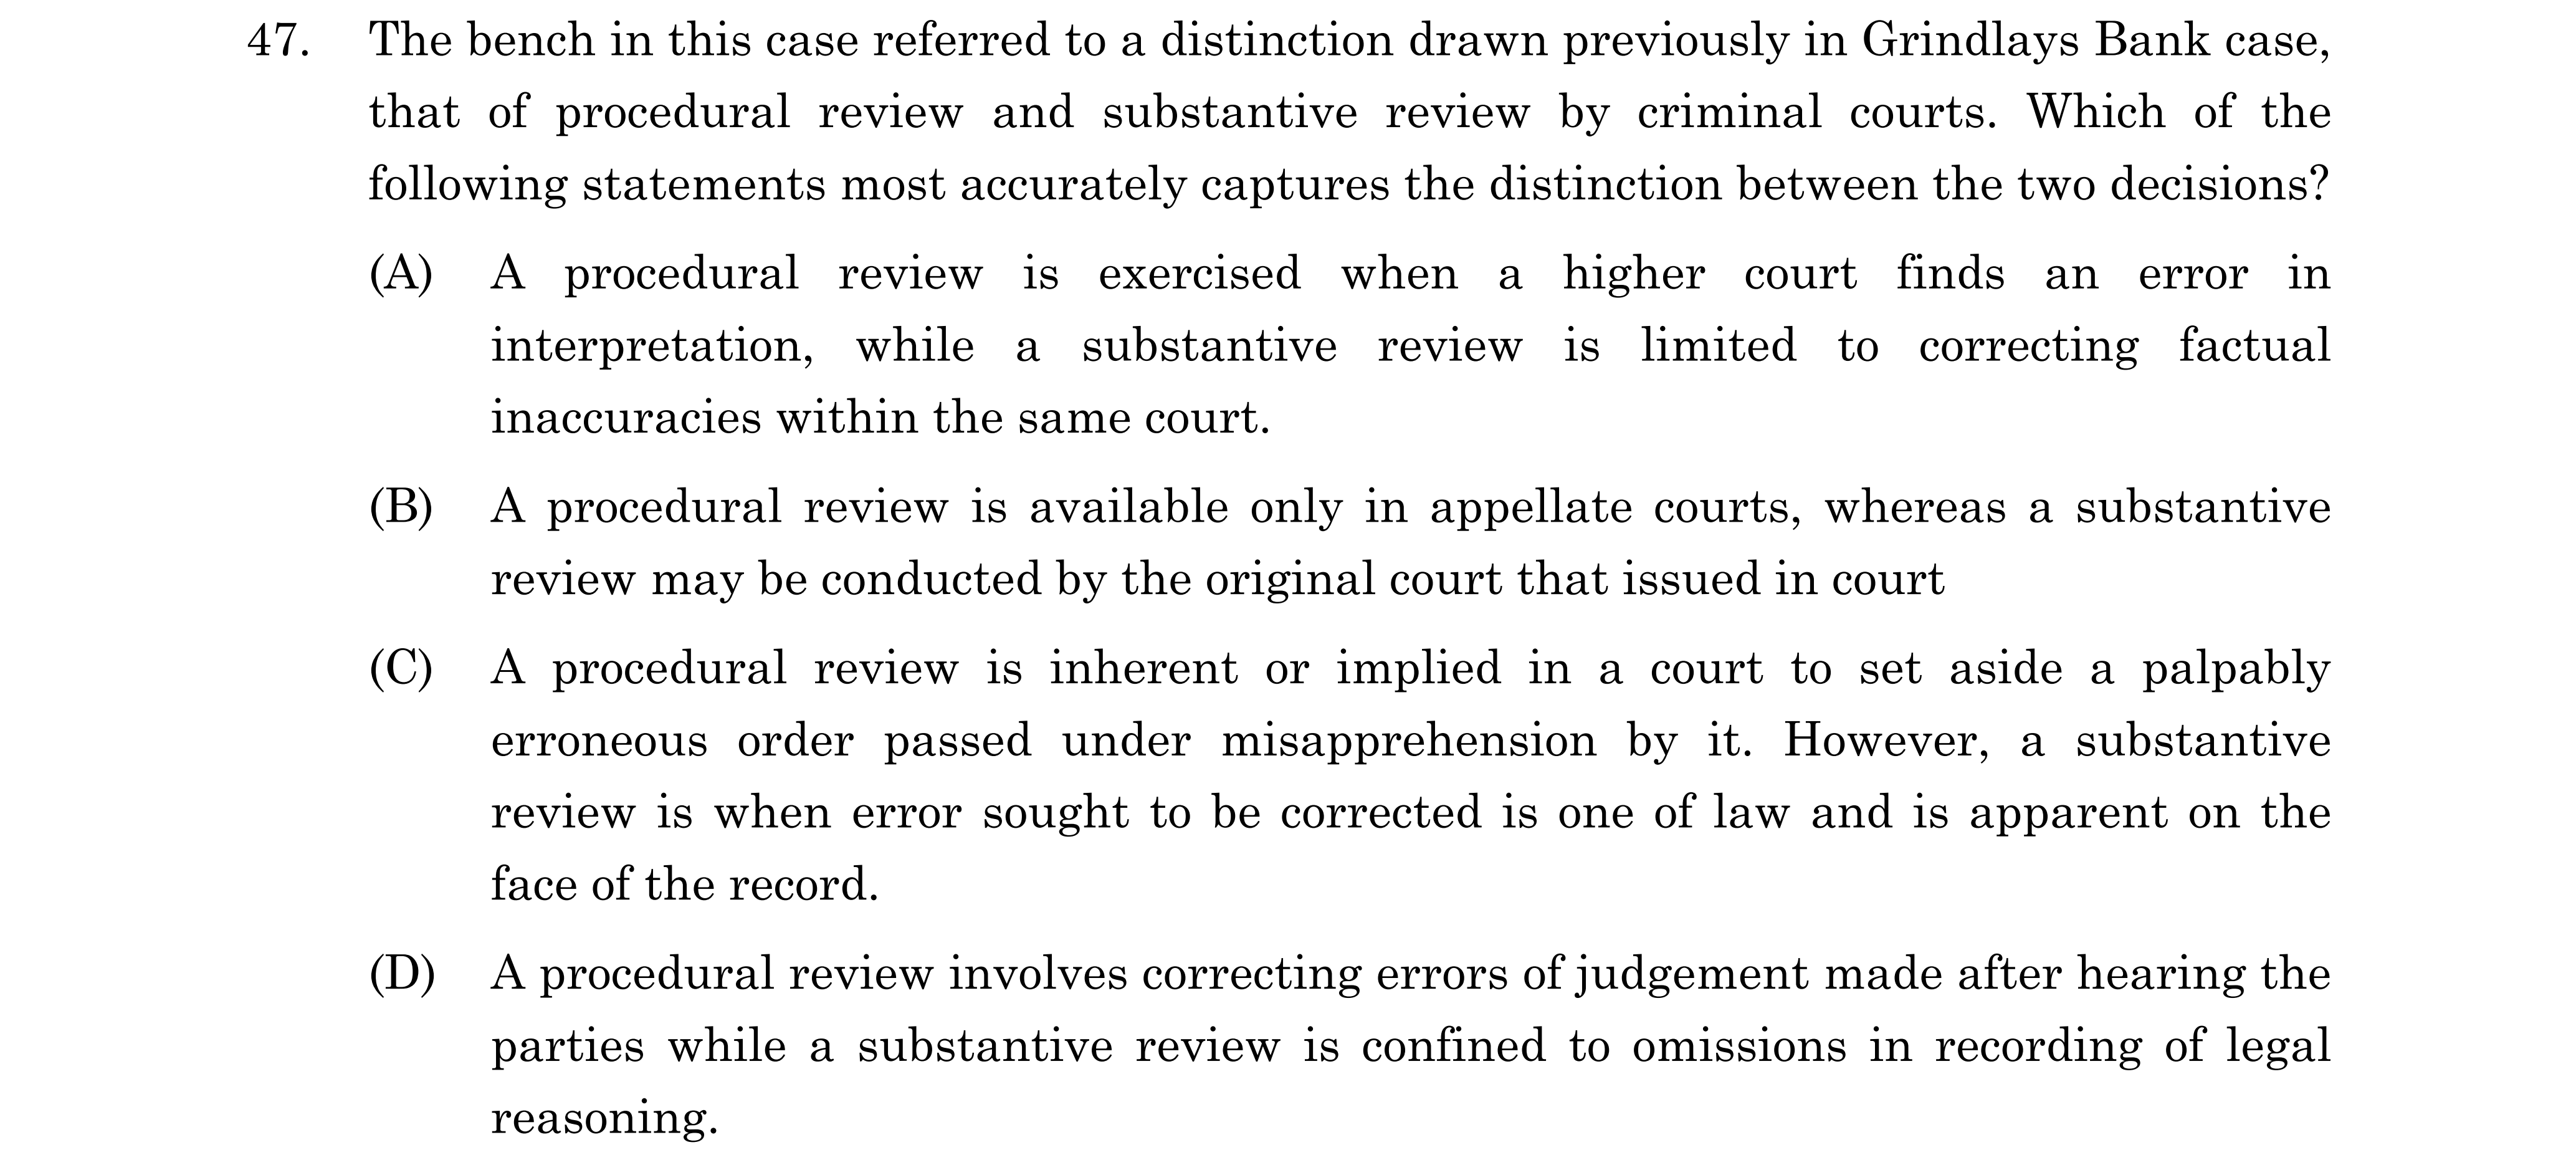 47. The bench in this case referred to a distinction drawn previously in Grindlays Bank case,
that of procedural review and substantive review by criminal courts. Which of the
following statements most accurately captures the distinction between the two decisions?
(A) A procedural review is exercised when a higher court finds an error in
interpretation, while a substantive review is limited to correcting factual
inaccuracies within the same court.
(B) A procedural review is available only in appellate courts, whereas a substantive
review may be conducted by the original court that issued in court
(C) A procedural review is inherent or implied in a court to set aside a palpably
erroneous order passed under misapprehension by it. However, a substantive
review is when error sought to be corrected is one of law and is apparent on the
face of the record.
(D) A procedural review involves correcting errors of judgement made after hearing the
parties while a substantive review is confined to omissions in recording of legal
reasoning.